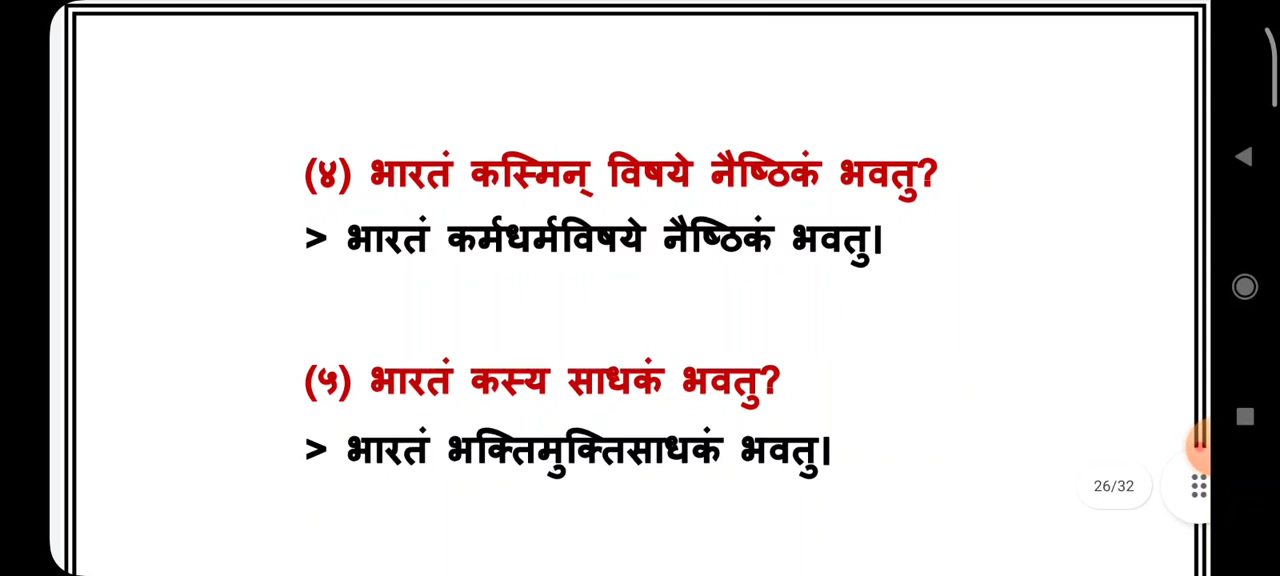 (४) भारतं कस्मिन् विषये नैष्ठिकं भवतु?
> भारतं कर्मधर्मविषये नैष्ठिकं भवतु।
(५) भारतं कस्य साधकं भवतु?
> भारतं भक्तिमुक्तिसाधकं भवतु।
26/32